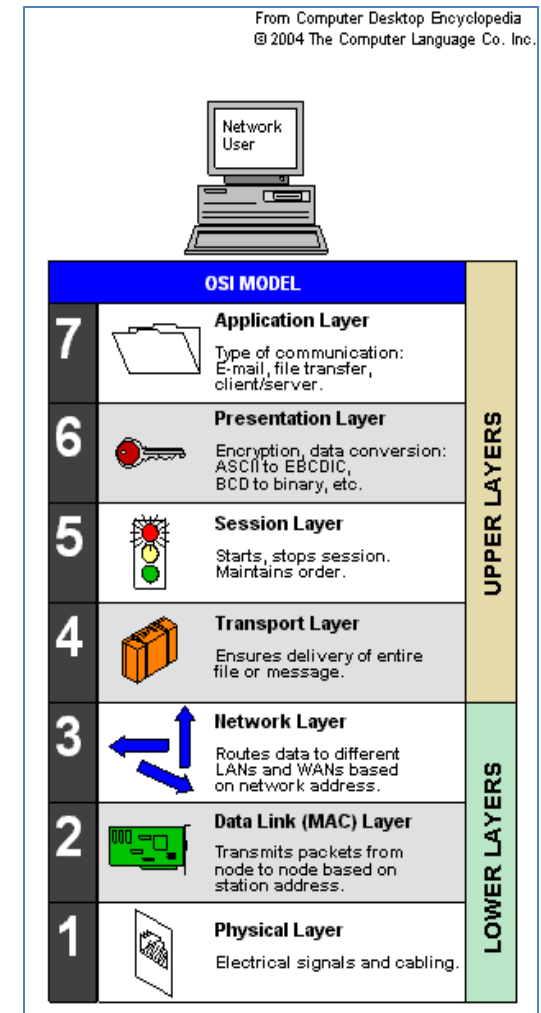 From Computer Desktop Encyclopedia
© 2004 The Computer Language Co. Inc.
Network
User
OSI MODEL
7
Application Layer
Type of communication:
E-mail, file transfer,
client/server.
6
Presentation Layer
Encryption, data conversion:
ASCII to EBCDIC,
BCD to binary, etc.
5
Session Layer
Starts, stops session.
Maintains order.
4
Transport Layer
Ensures delivery of entire
file or message.
UPPER LAYERS
3
Network Layer
Routes data to different
LANs and WANs based
on network address.
2
Data Link (MAC) Layer
Transmits packets from
node to node based on
station address.
1
Physical Layer
Electrical signals and cabling.
LOWER LAYERS